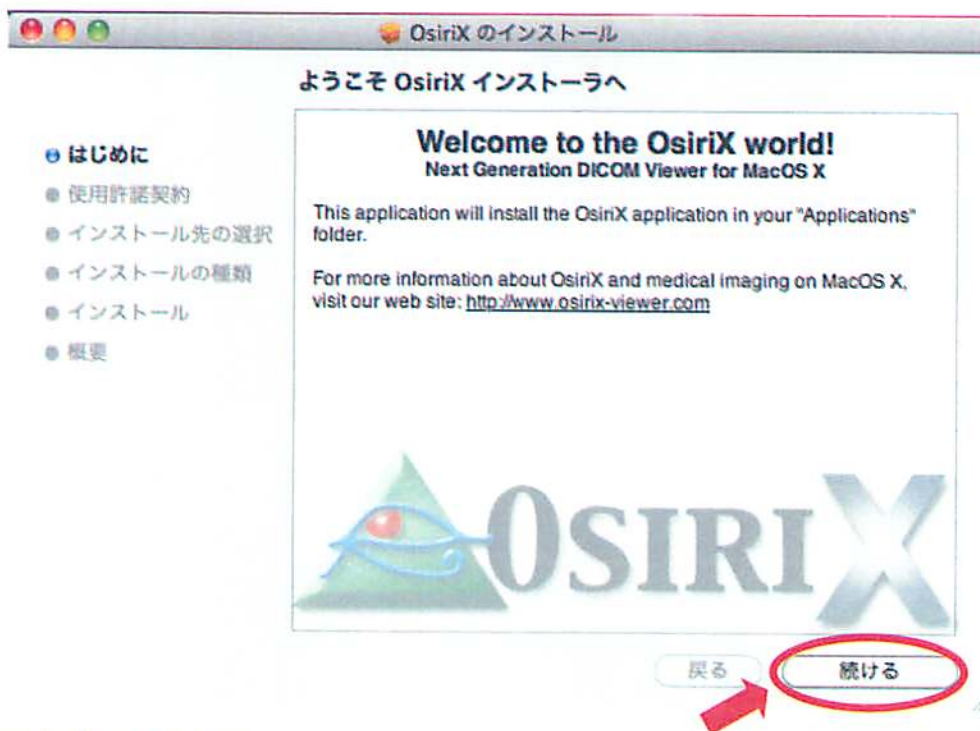 OsiriX のインストール
ようこそ OsiriX インストーラへ
はじめに
使用許諾契約
インストール先の選択
インストールの種類
インストール
概要
Welcome to the OsiriX world!
Next Generation DICOM Viewer for MacOS X
This application will install the OsiriX application in your "Applications"
folder.
For more information about OsiriX and medical imaging on MacOS X,
visit our web site: http://www.osirix-viewer.com
OSIRIX
戻る
続ける